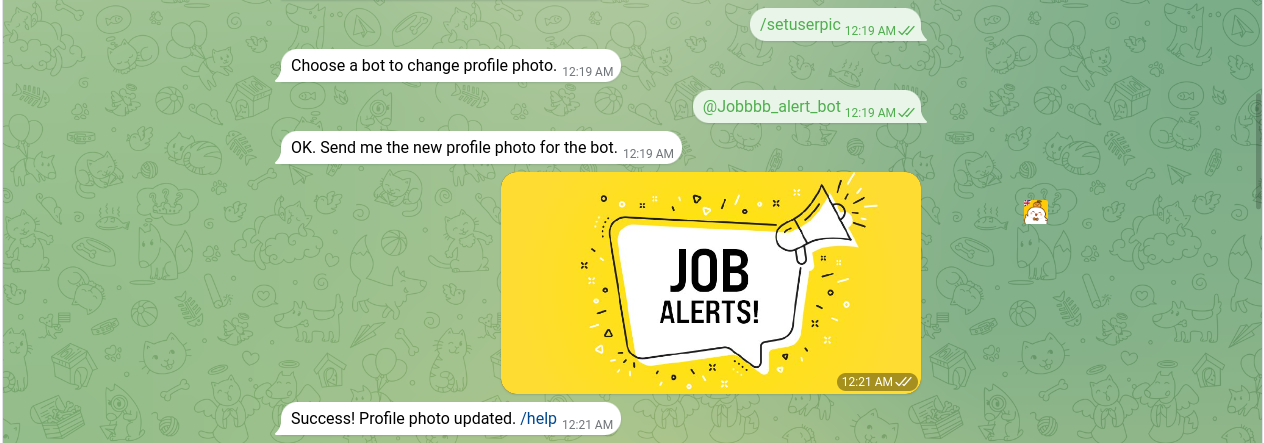 /setuserpic 12:19 AM
Choose a bot to change profile photo. 12:19 AM
@Jobbbb_alert_bot 12:19 AM
OK. Send me the new profile photo for the bot. 12:19 AM
JOB
ALERTS!
12:21 AM
Success! Profile photo updated. /help 12:21 AM